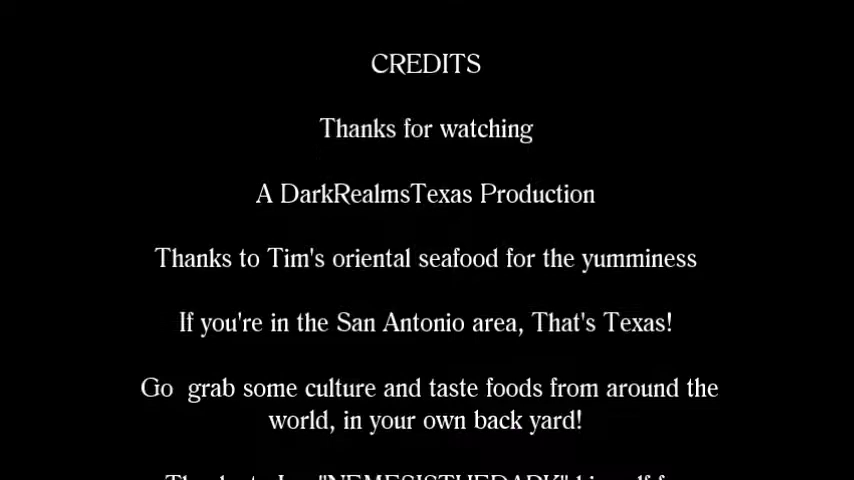 CREDITS
Thanks for watching
A DarkRealmsTexas Production
Thanks to Tim's oriental seafood for the yumminess
If you're in the San Antonio area, That's Texas!
Go  grab some culture and taste foods from around the
world, in your own back yard!
"NEMESISTHEDARK"